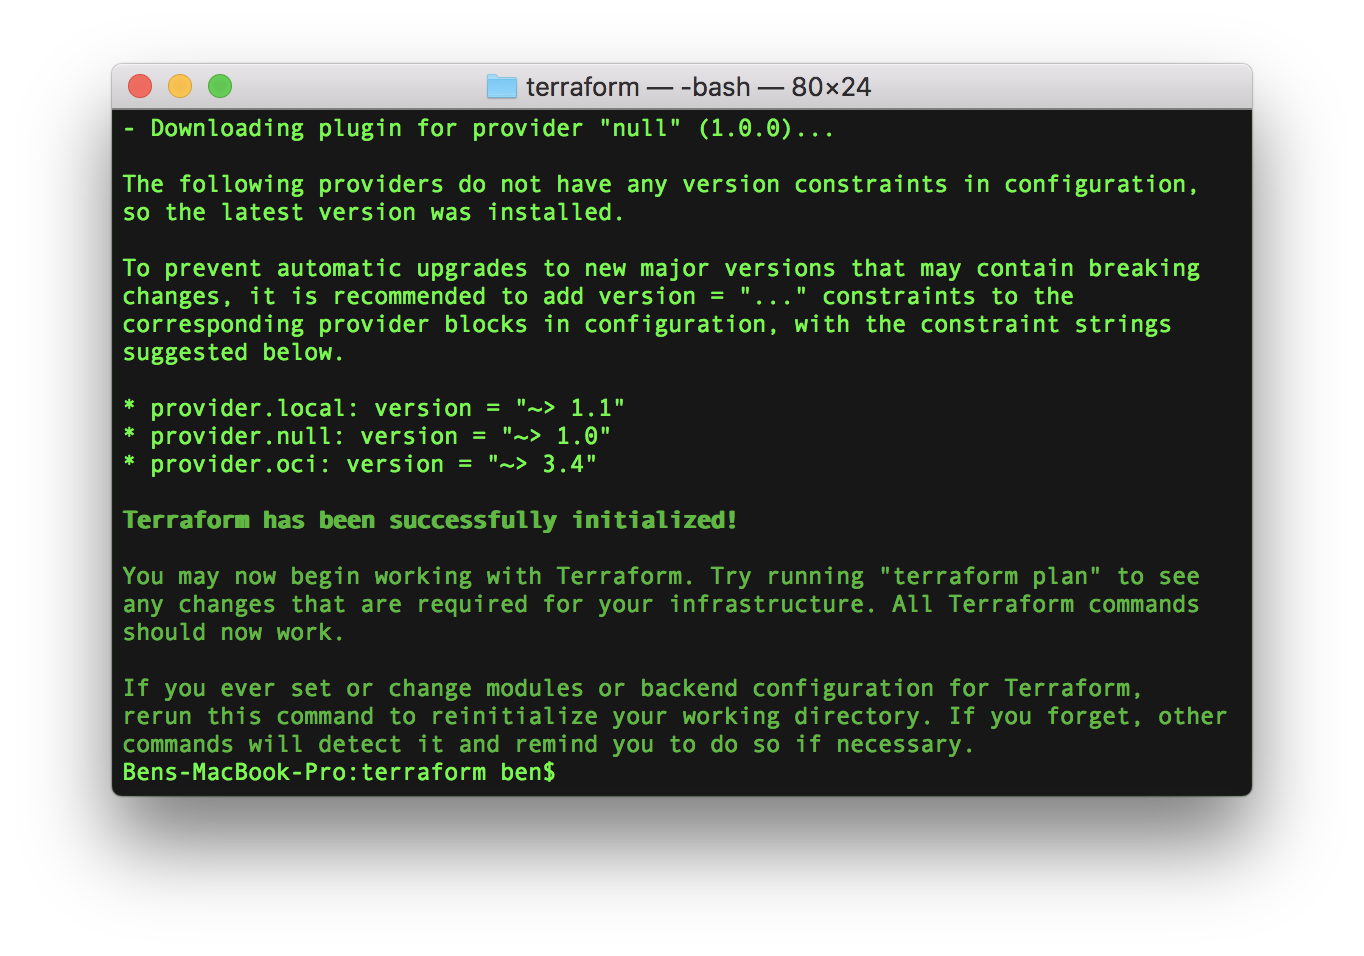 terraform — -bash — 80×24
- Downloading plugin for provider "null" (1.0.0)...
The following providers do not have any version constraints in configuration,
so the latest version was installed.
To prevent automatic upgrades to new major versions that may contain breaking
changes, it is recommended to add version = "..." constraints to the
corresponding provider blocks in configuration, with the constraint strings
suggested below.
* provider.local: version = "~> 1.1"
* provider.null: version = "~> 1.0"
* provider.oci: version = "~> 3.4"
Terraform has been successfully initialized!
You may now begin working with Terraform. Try running "terraform plan" to see
any changes that are required for your infrastructure. All Terraform commands
should now work.
If you ever set or change modules or backend configuration for Terraform,
rerun this command to reinitialize your working directory. If you forget, other
commands will detect it and remind you to do so if necessary.
Bens-MacBook-Pro:terraform ben$